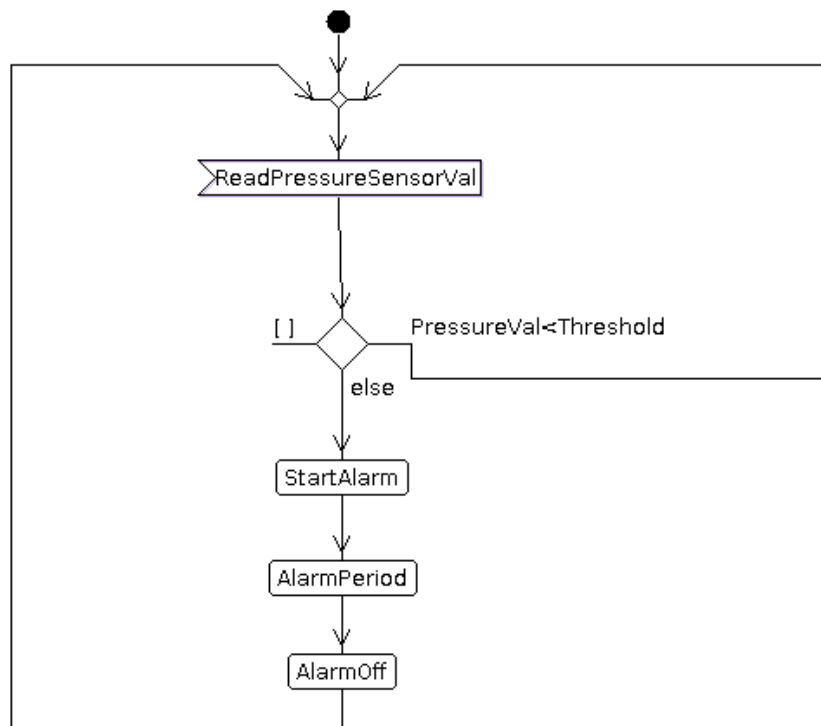 ReadPressureSensorVal
[ ]
PressureVal<Threshold
else
StartAlarm
AlarmPeriod
AlarmOff